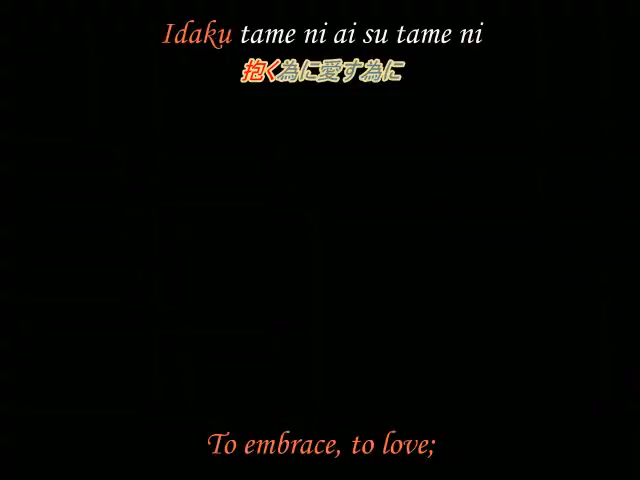 Idaku tame ni ai su tame ni
抱く為に愛す為に
To embrace, to love;